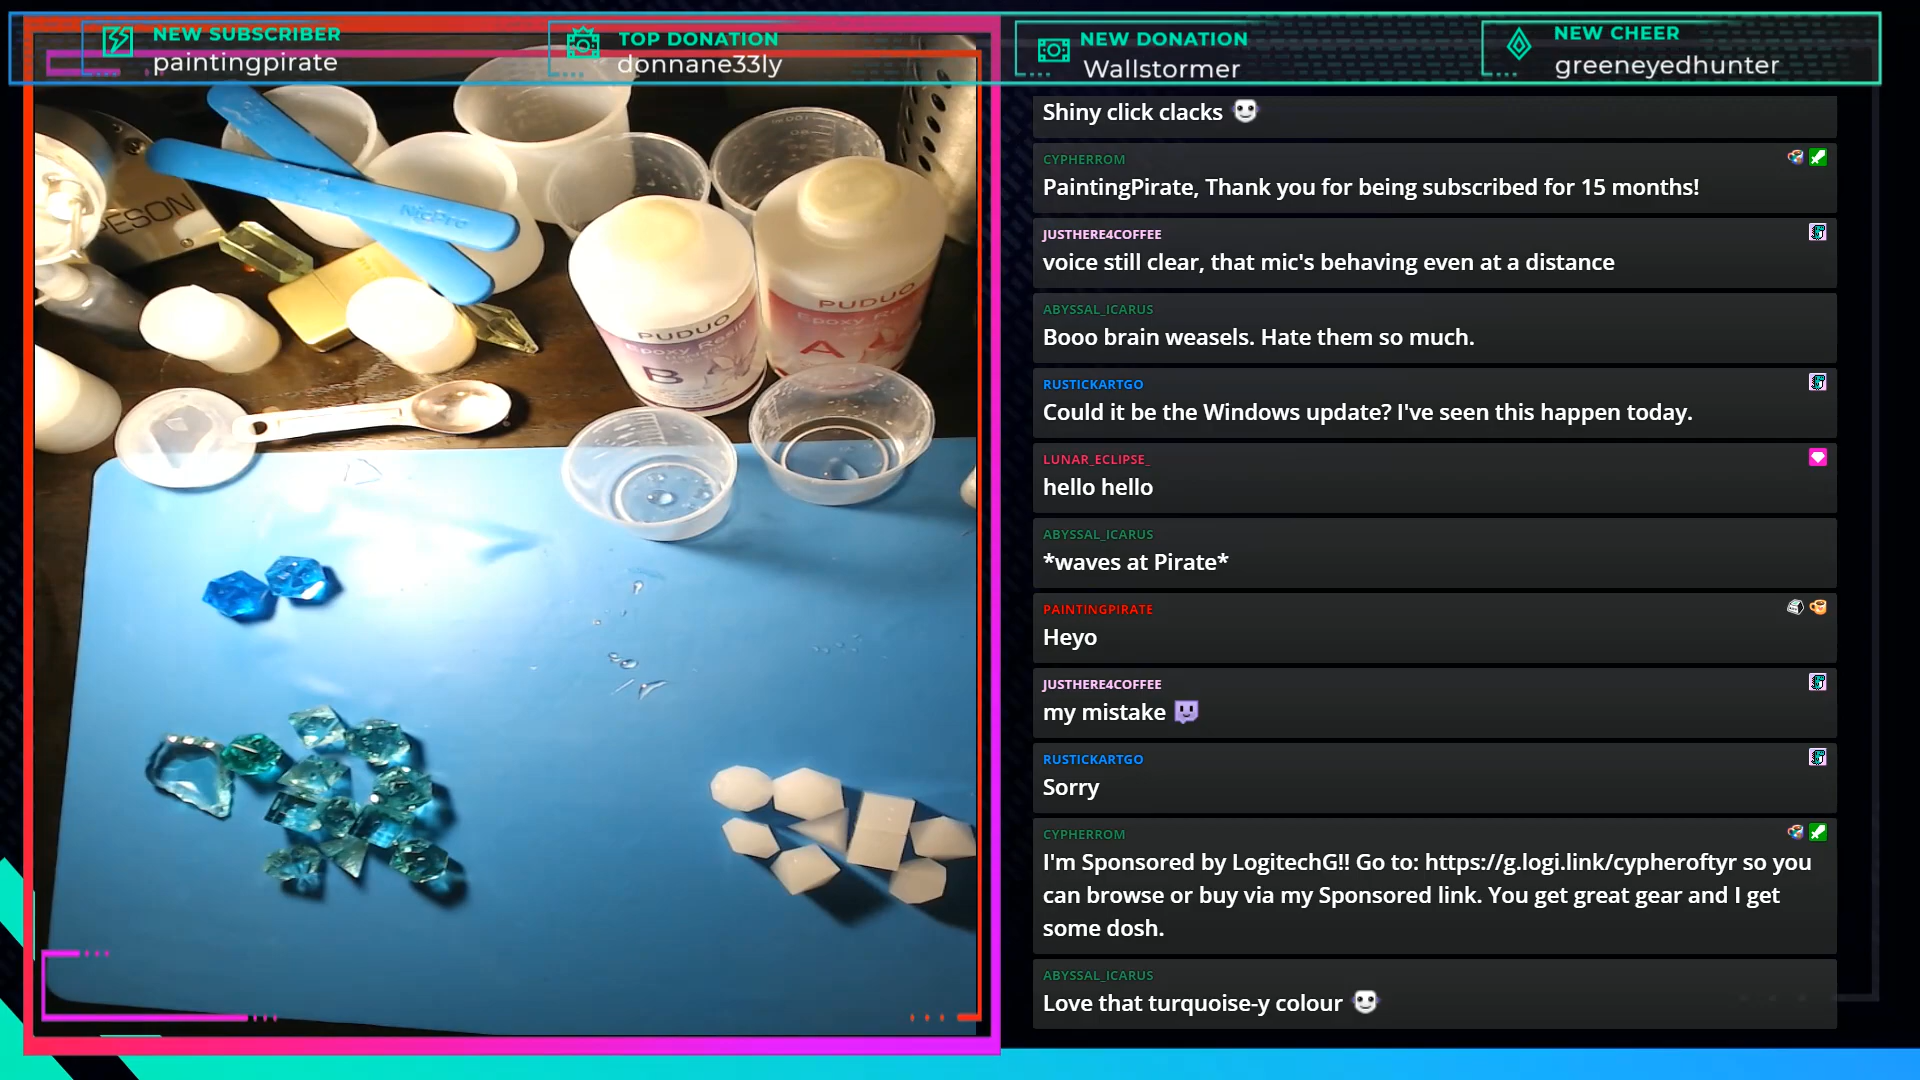 NEW SUBSCRIBER
paintingpirate
TOP DONATION
donnane33ly
NEW DONATION
Wallstormer
NEW CHEER
greeneyedhunter
NicPro
PUDUO
Epoxy Resin
B
PUDUO
A
Shiny click clacks
CYPHERROM
PaintingPirate, Thank you for being subscribed for 15 months!
JUSTHERE4COFFEE
voice still clear, that mic's behaving even at a distance
ABYSSAL_ICARUS
Booo brain weasels. Hate them so much.
RUSTICKARTGO
Could it be the Windows update? I've seen this happen today.
LUNAR_ECLIPSE_
hello hello
ABYSSAL_ICARUS
*waves at Pirate*
PAINTINGPIRATE
Heyo
JUSTHERE4COFFEE
my mistake
RUSTICKARTGO
Sorry
CYPHERROM
I'm Sponsored by LogitechG!! Go to: https://g.logi.link/cypheroftyr so you
can browse or buy via my Sponsored link. You get great gear and I get
some dosh.
ABYSSAL_ICARUS
Love that turquoise-y colour